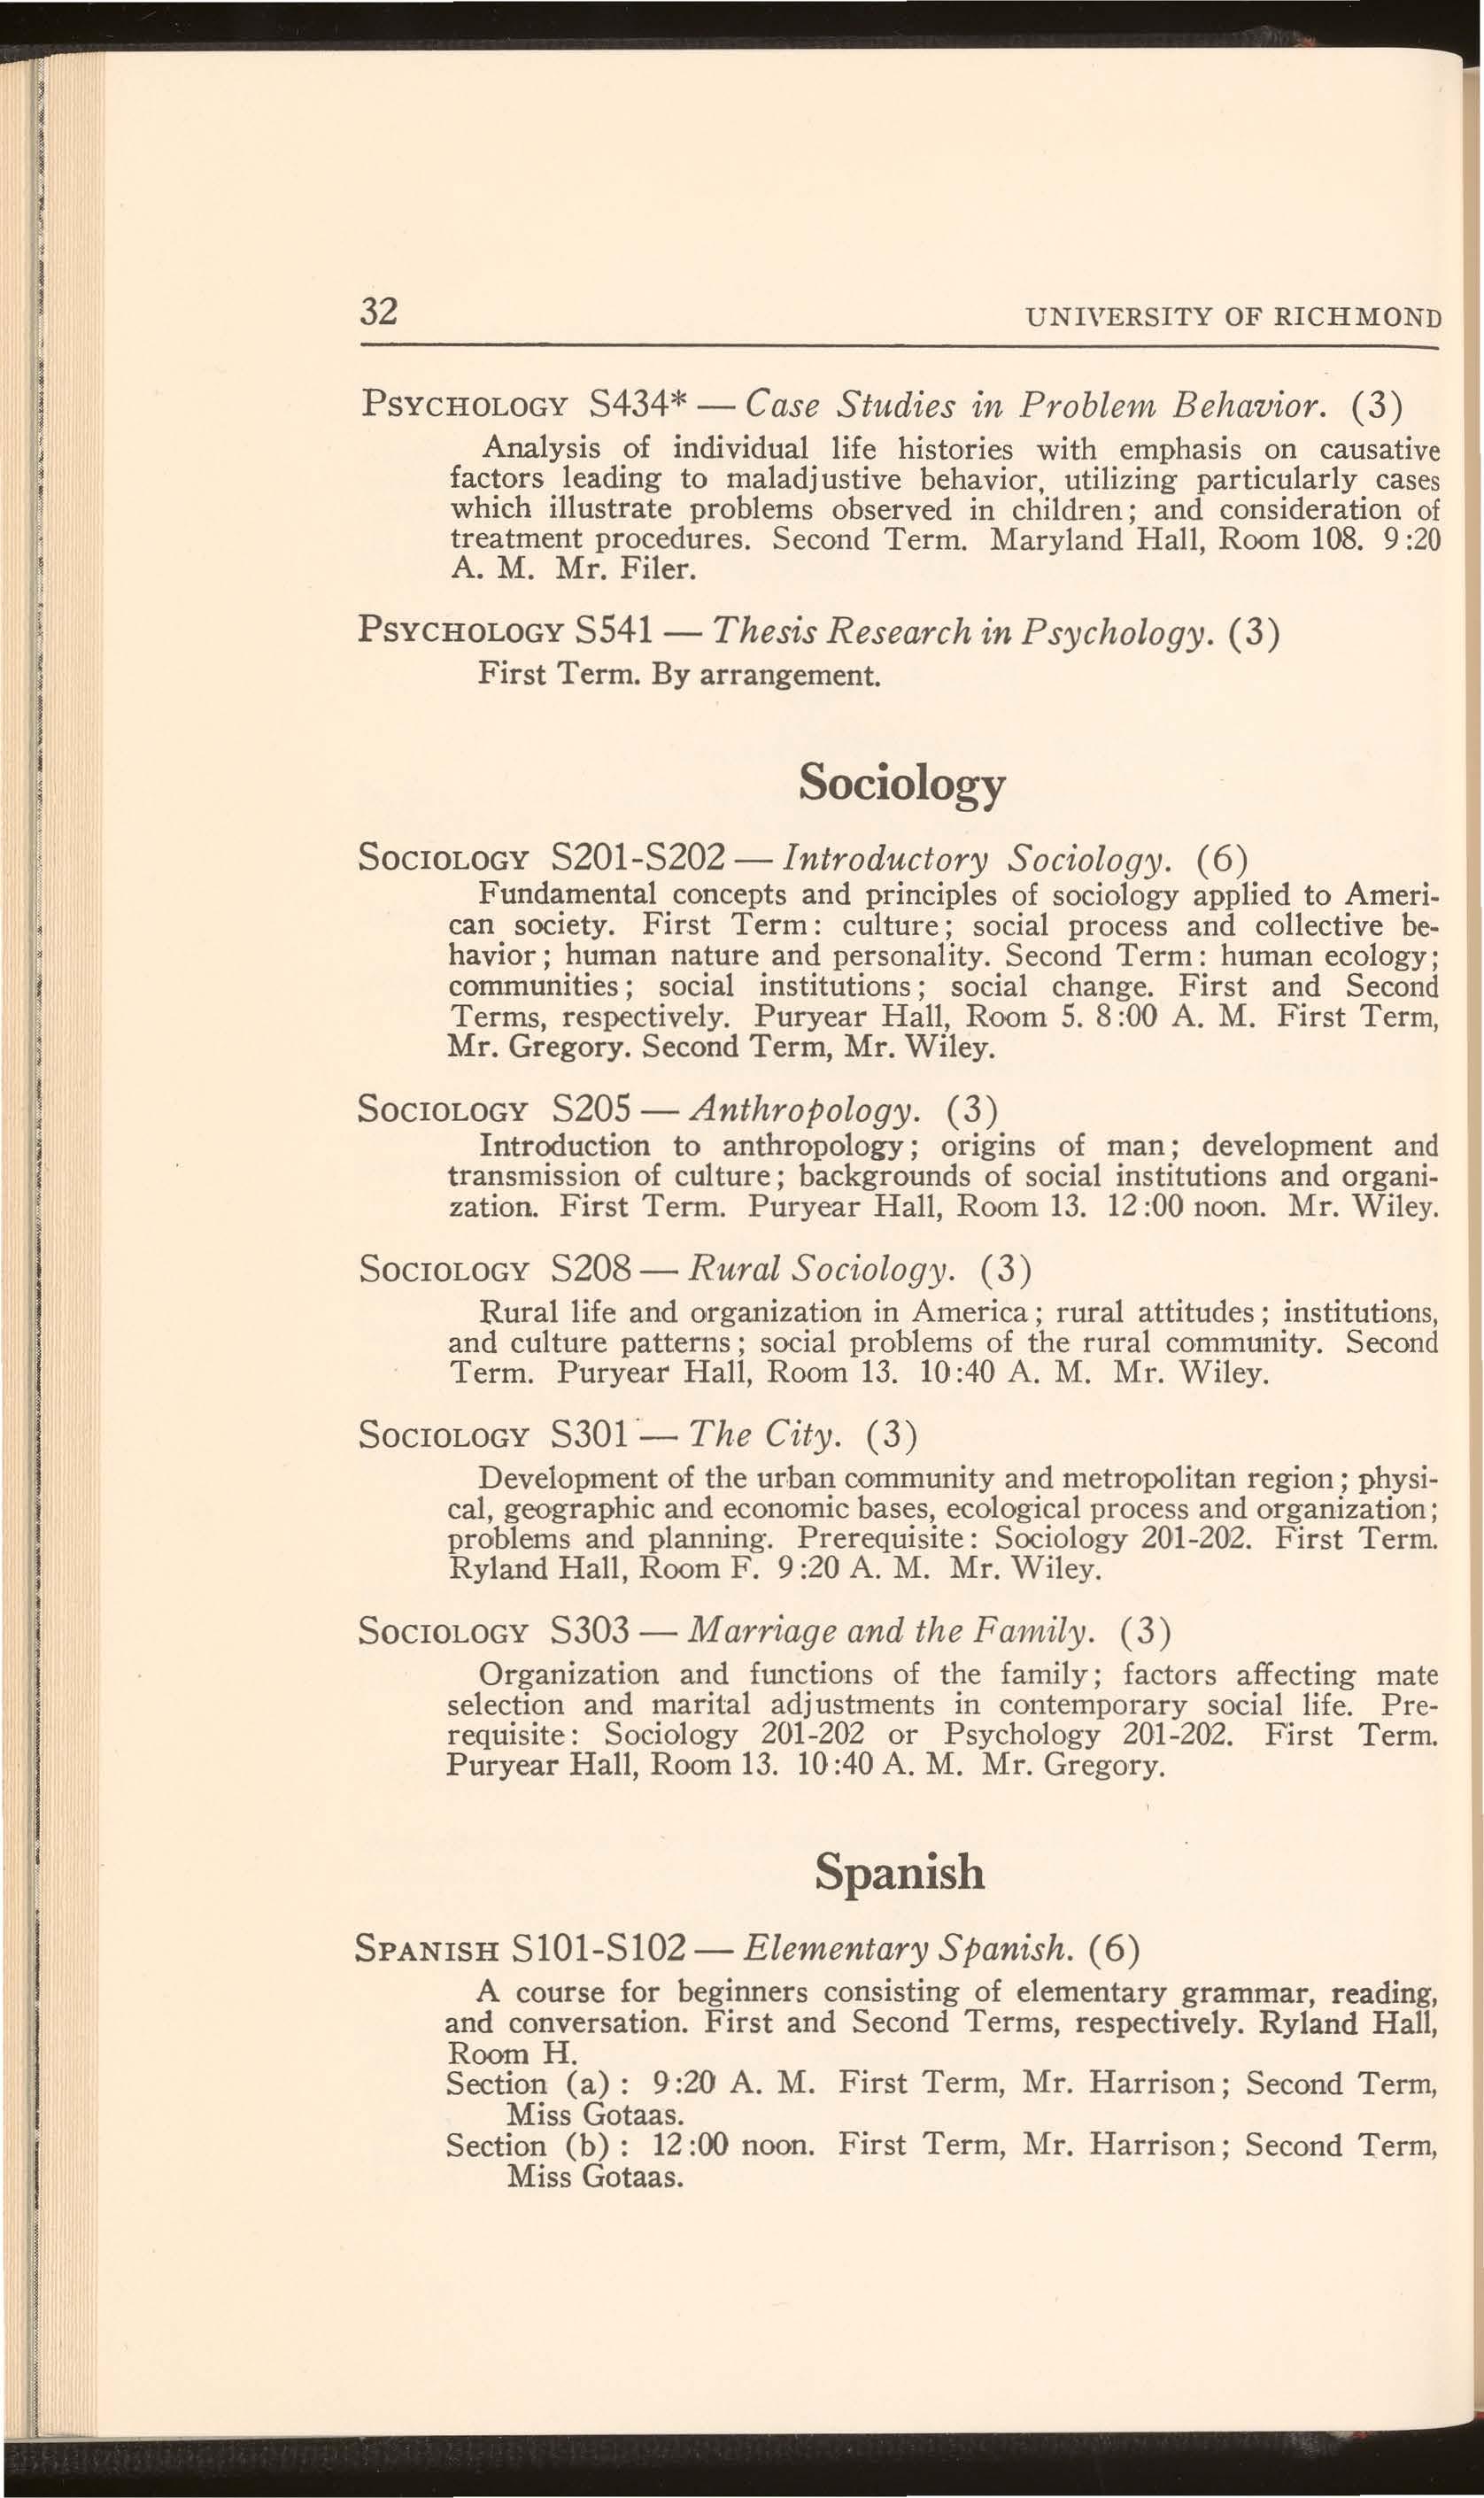 32 UNIVERSITY OF RICHMOND
PSYCHOLOGY S434* — Case Studies in Problem Behavior. (3)
Analysis of individual life histories with emphasis on causative
factors leading to maladjustive behavior, utilizing particularly cases
which illustrate problems observed in children; and consideration of
treatment procedures. Second Term. Maryland Hall, Room 108. 9:20
A. M. Mr. Filer.
PSYCHOLOGY S541 — Thesis Research in Psychology. (3)
First Term. By arrangement.
Sociology
SOCIOLOGY S201-S202 — Introductory Sociology. (6)
Fundamental concepts and principles of sociology applied to Ameri-
can society. First Term: culture; social process and collective be-
havior; human nature and personality. Second Term: human ecology;
communities; social institutions; social change. First and Second
Terms, respectively. Puryear Hall, Room 5. 8:00 A. M. First Term,
Mr. Gregory. Second Term, Mr. Wiley.
SOCIOLOGY S205 — Anthropology. (3)
Introduction to anthropology; origins of man; development and
transmission of culture; backgrounds of social institutions and organi-
zation. First Term. Puryear Hall, Room 13. 12:00 noon. Mr. Wiley.
SOCIOLOGY S208 — Rural Sociology. (3)
Rural life and organization in America; rural attitudes; institutions,
and culture patterns; social problems of the rural community. Second
Term. Puryear Hall, Room 13. 10:40 A. M. Mr. Wiley.
SOCIOLOGY S301 — The City. (3)
Development of the urban community and metropolitan region; physi-
cal, geographic and economic bases, ecological process and organization;
problems and planning. Prerequisite: Sociology 201-202. First Term.
Ryland Hall, Room F. 9:20 A. M. Mr. Wiley.
SOCIOLOGY S303 — Marriage and the Family. (3)
Organization and functions of the family; factors affecting mate
selection and marital adjustments in contemporary social life. Pre-
requisite: Sociology 201-202 or Psychology 201-202. First Term.
Puryear Hall, Room 13. 10:40 A. M. Mr. Gregory.
Spanish
SPANISH S101-S102 — Elementary Spanish. (6)
A course for beginners consisting of elementary grammar, reading,
and conversation. First and Second Terms, respectively. Ryland Hall,
Room H.
Section (a): 9:20 A. M. First Term, Mr. Harrison; Second Term,
Miss Gotaas.
Section (b): 12:00 noon. First Term, Mr. Harrison; Second Term,
Miss Gotaas.